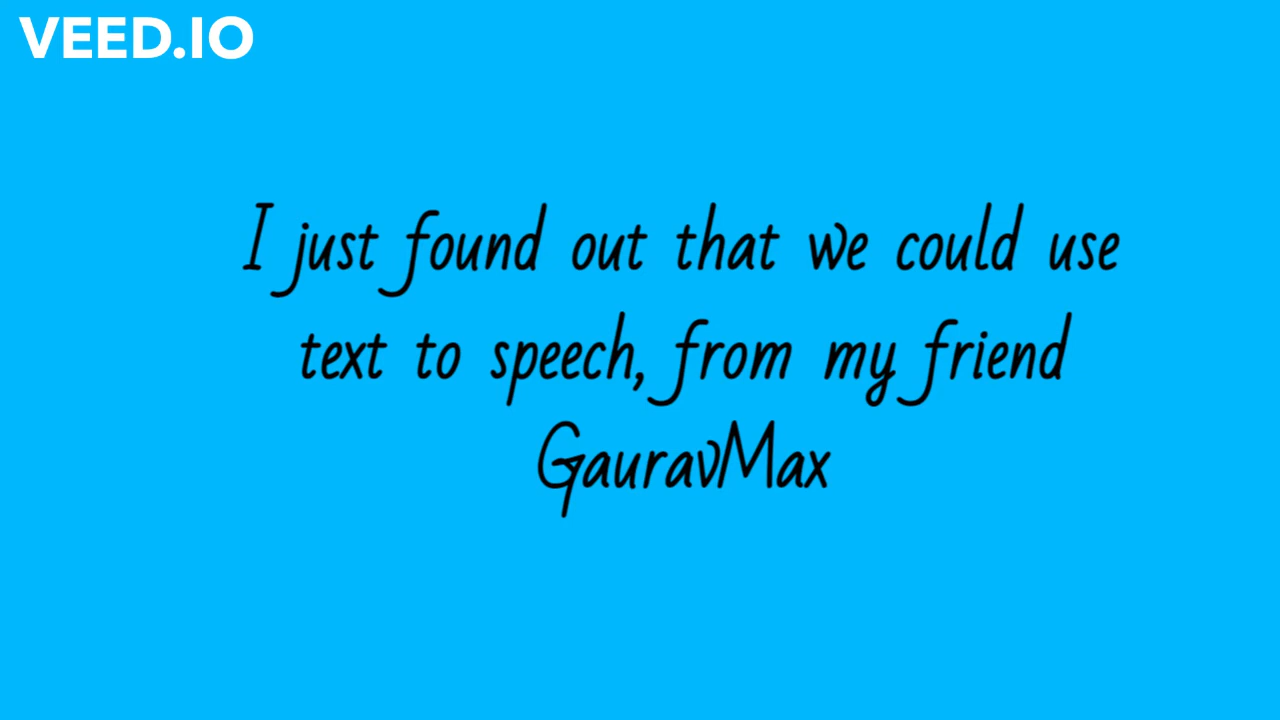 VEED.IO
I just found out that we could use
text to speech, from my friend
GauravMax